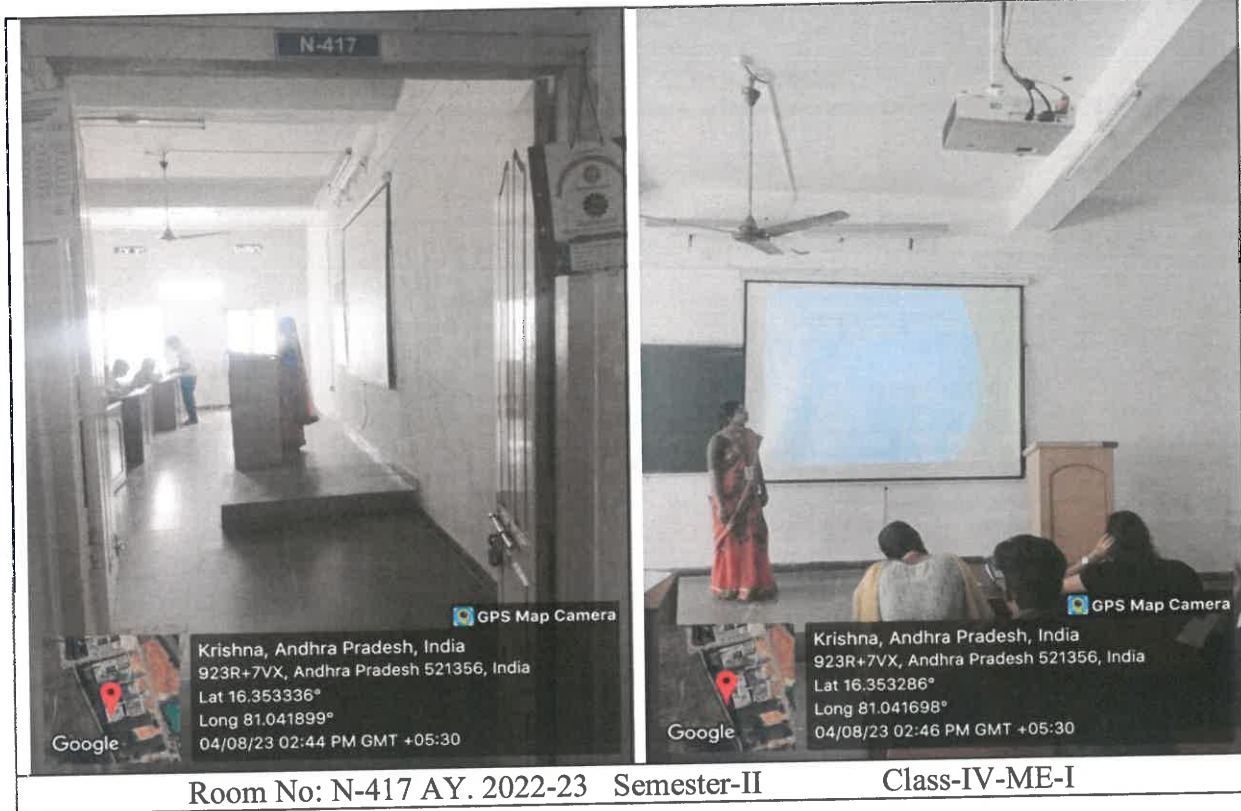 N-417
GPS Map Camera
Krishna, Andhra Pradesh, India
923R+7VX, Andhra Pradesh 521356, India
Lat 16.353336°
Long 81.041899°
04/08/23 02:44 PM GMT +05:30
Google
GPS Map Camera
Krishna, Andhra Pradesh, India
923R+7VX, Andhra Pradesh 521356, India
Lat 16.353286°
Long 81.041698°
04/08/23 02:46 PM GMT +05:30
Google
Room No: N-417 AY. 2022-23 Semester-II Class-IV-ME-I